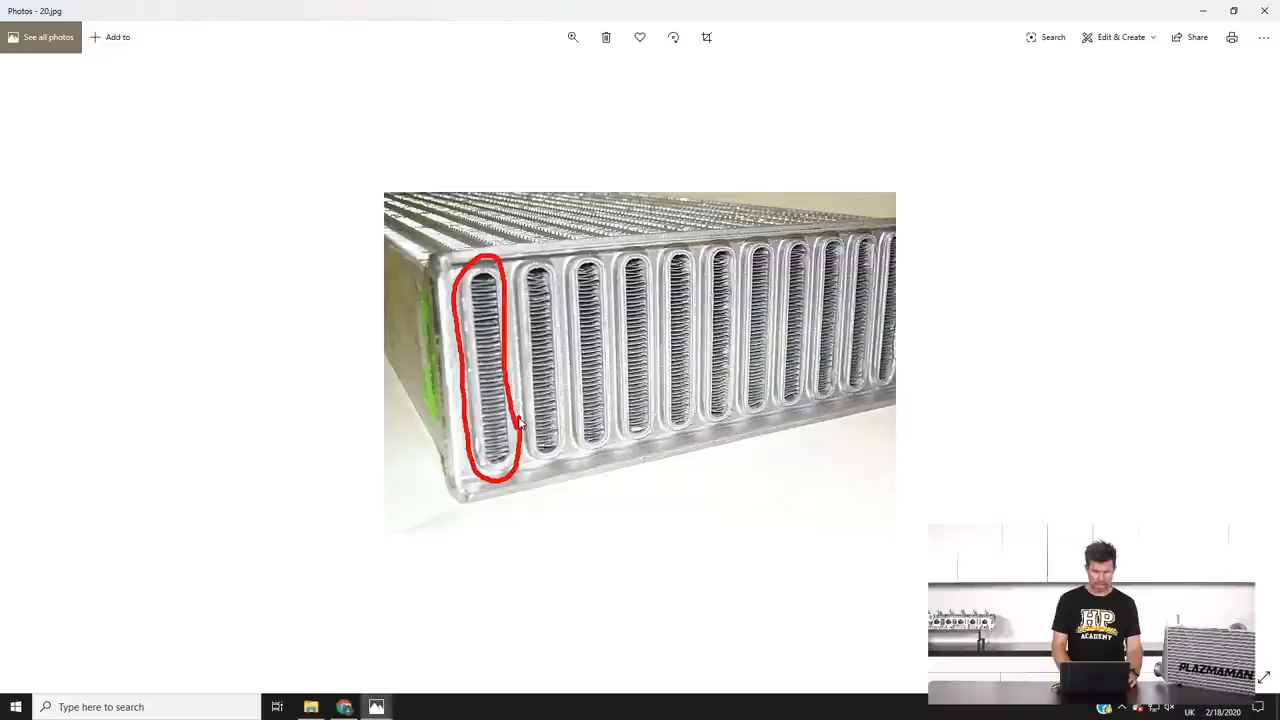 Photos - 20.jpg
See all photos
Add to
Search
Edit & Create
Share
HP
ACADEMY
PLAZMAMAN
Type here to search
UK
2/18/2020